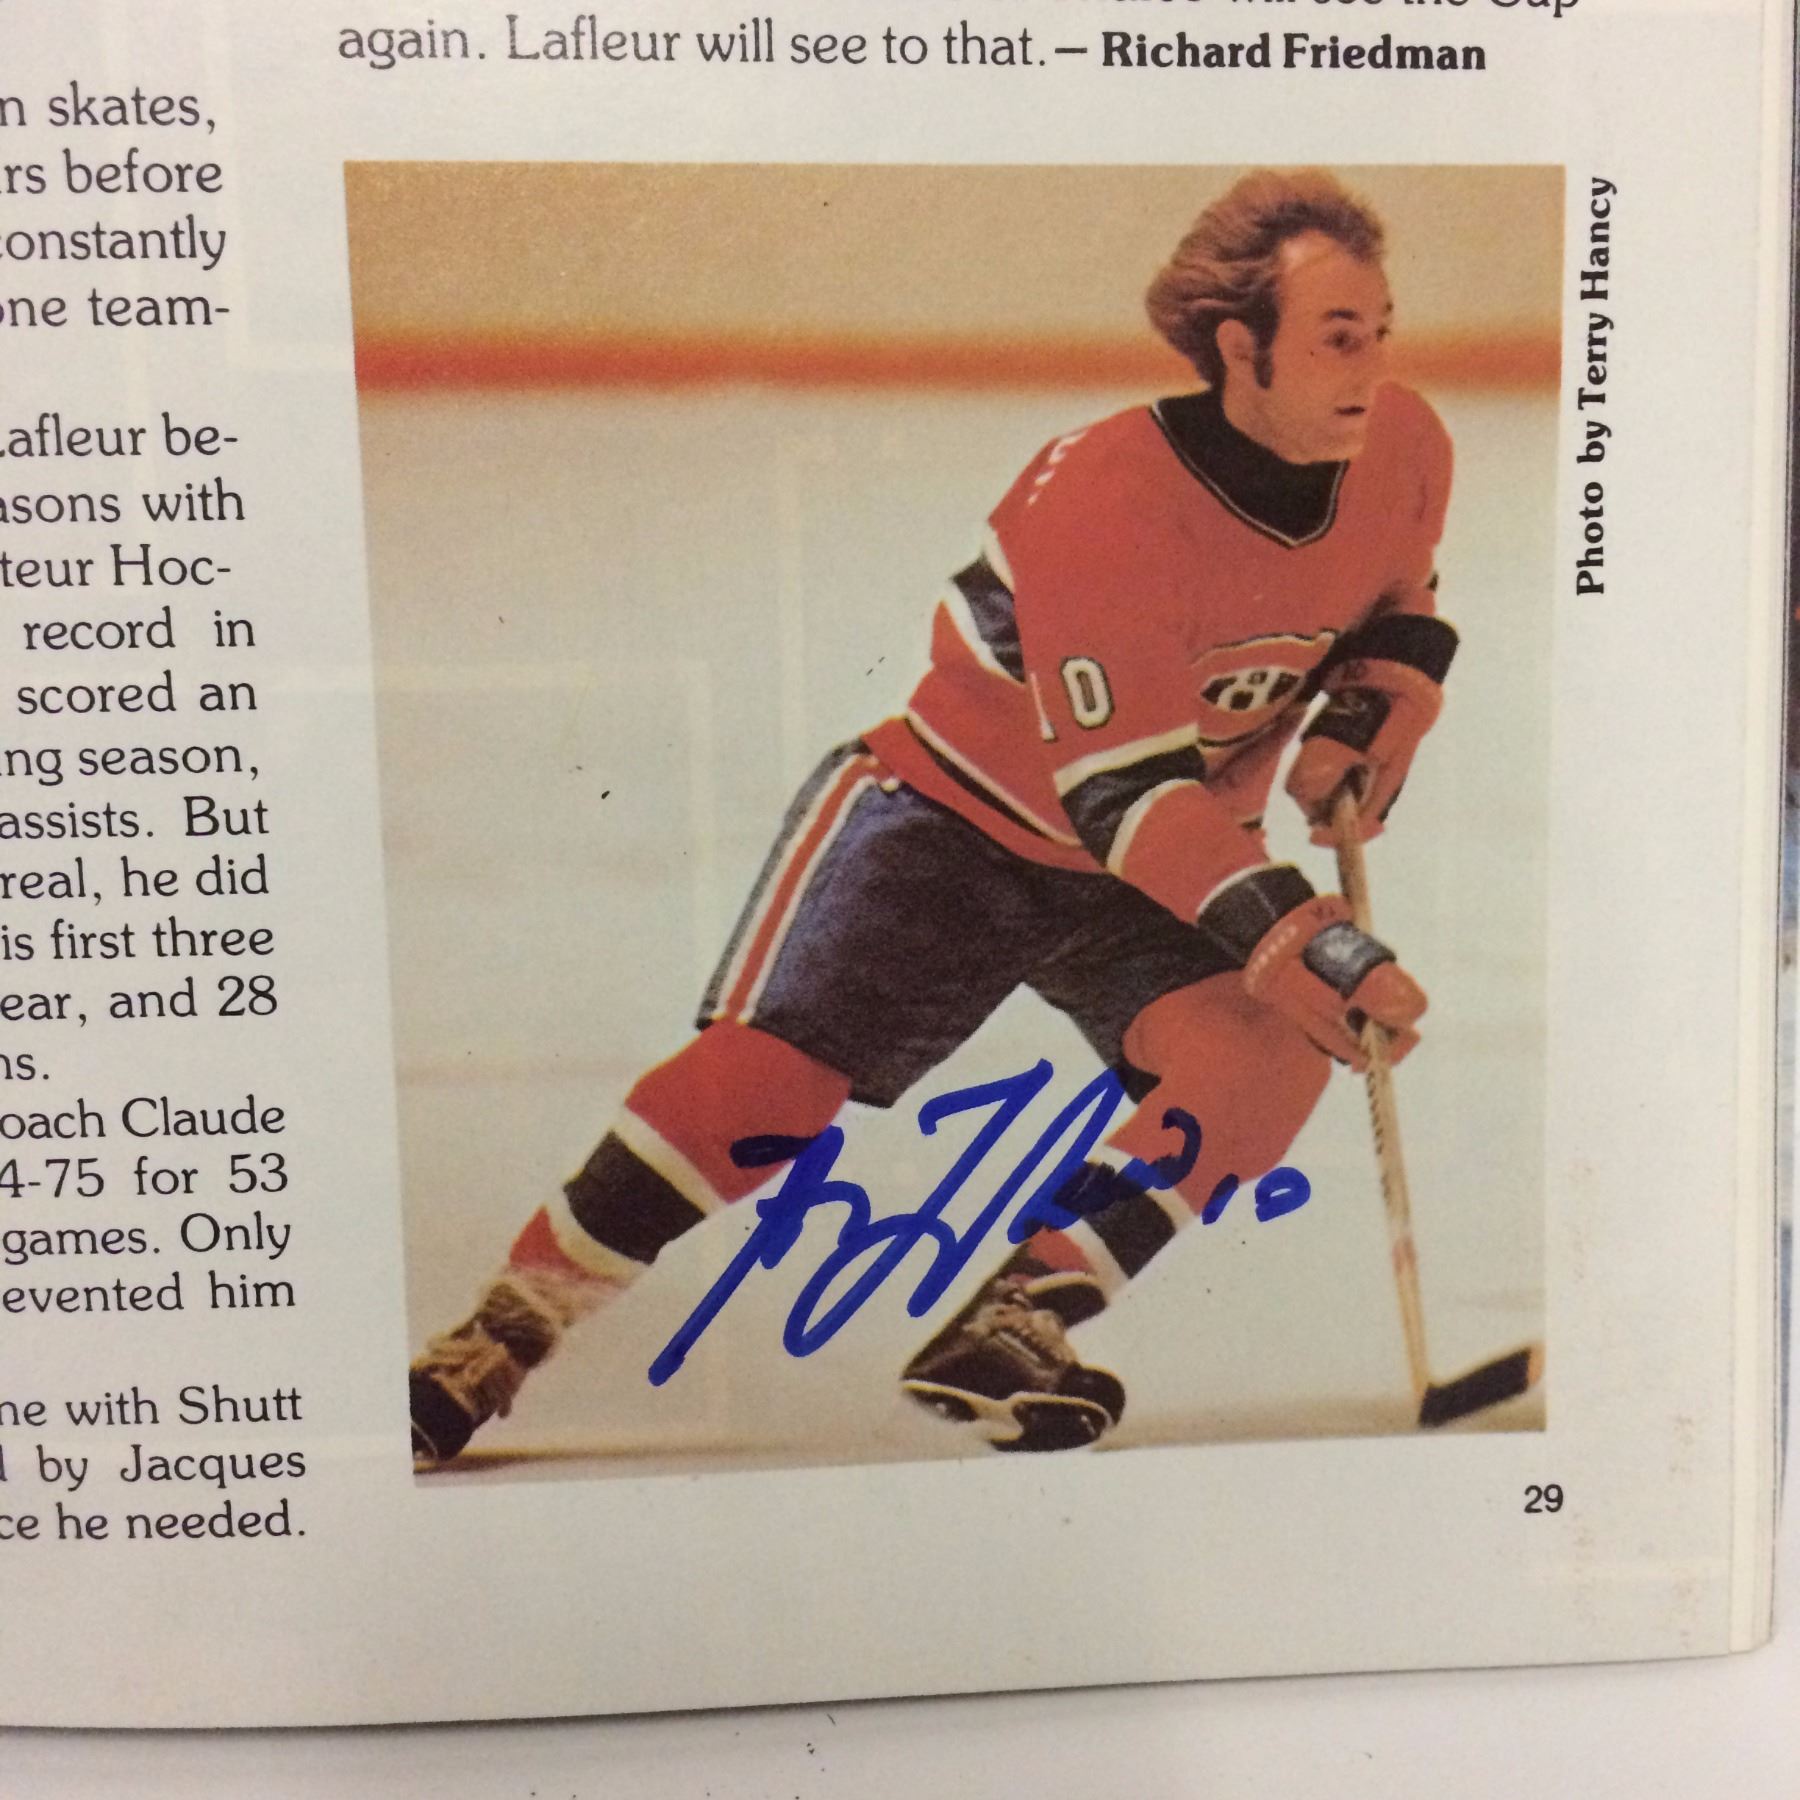 again. Lafleur will see to that. – Richard Friedman
n skates,
rs before
constantly
one team-
Lafleur be-
asons with
teur Hoc-
record in
scored an
ng season,
assists. But
real, he did
is first three
ear, and 28
ns.
oach Claude
4-75 for 53
games. Only
evented him
ne with Shutt
d by Jacques
ce he needed.
Photo by Terry Hancy
10
10
29